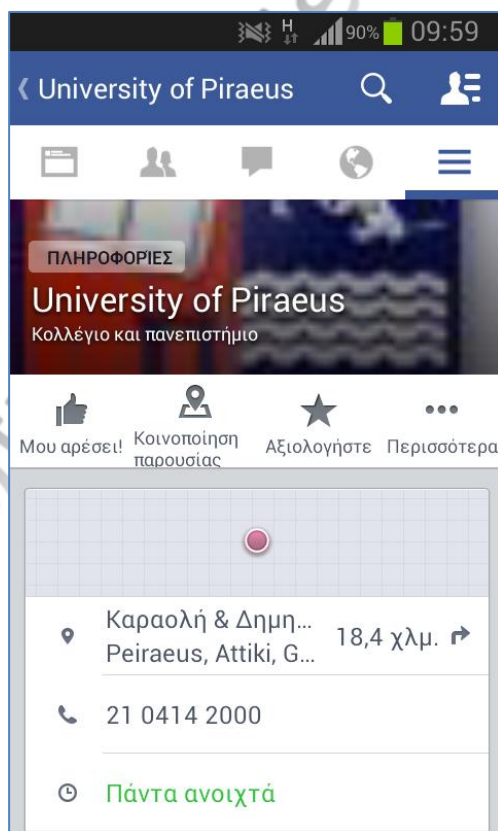 H 90% 09:59
University of Piraeus
ΠΛΗΡΟΦΟΡΊΕΣ
University of Piraeus
Κολλέγιο και πανεπιστήμιο
Μου αρέσει! Κοινοποίηση παρουσίας Αξιολογήστε Περισσότερα
Καραολή & Δημη...
Peiraeus, Attiki, G...
18,4 χλμ.
21 0414 2000
Πάντα ανοιχτά